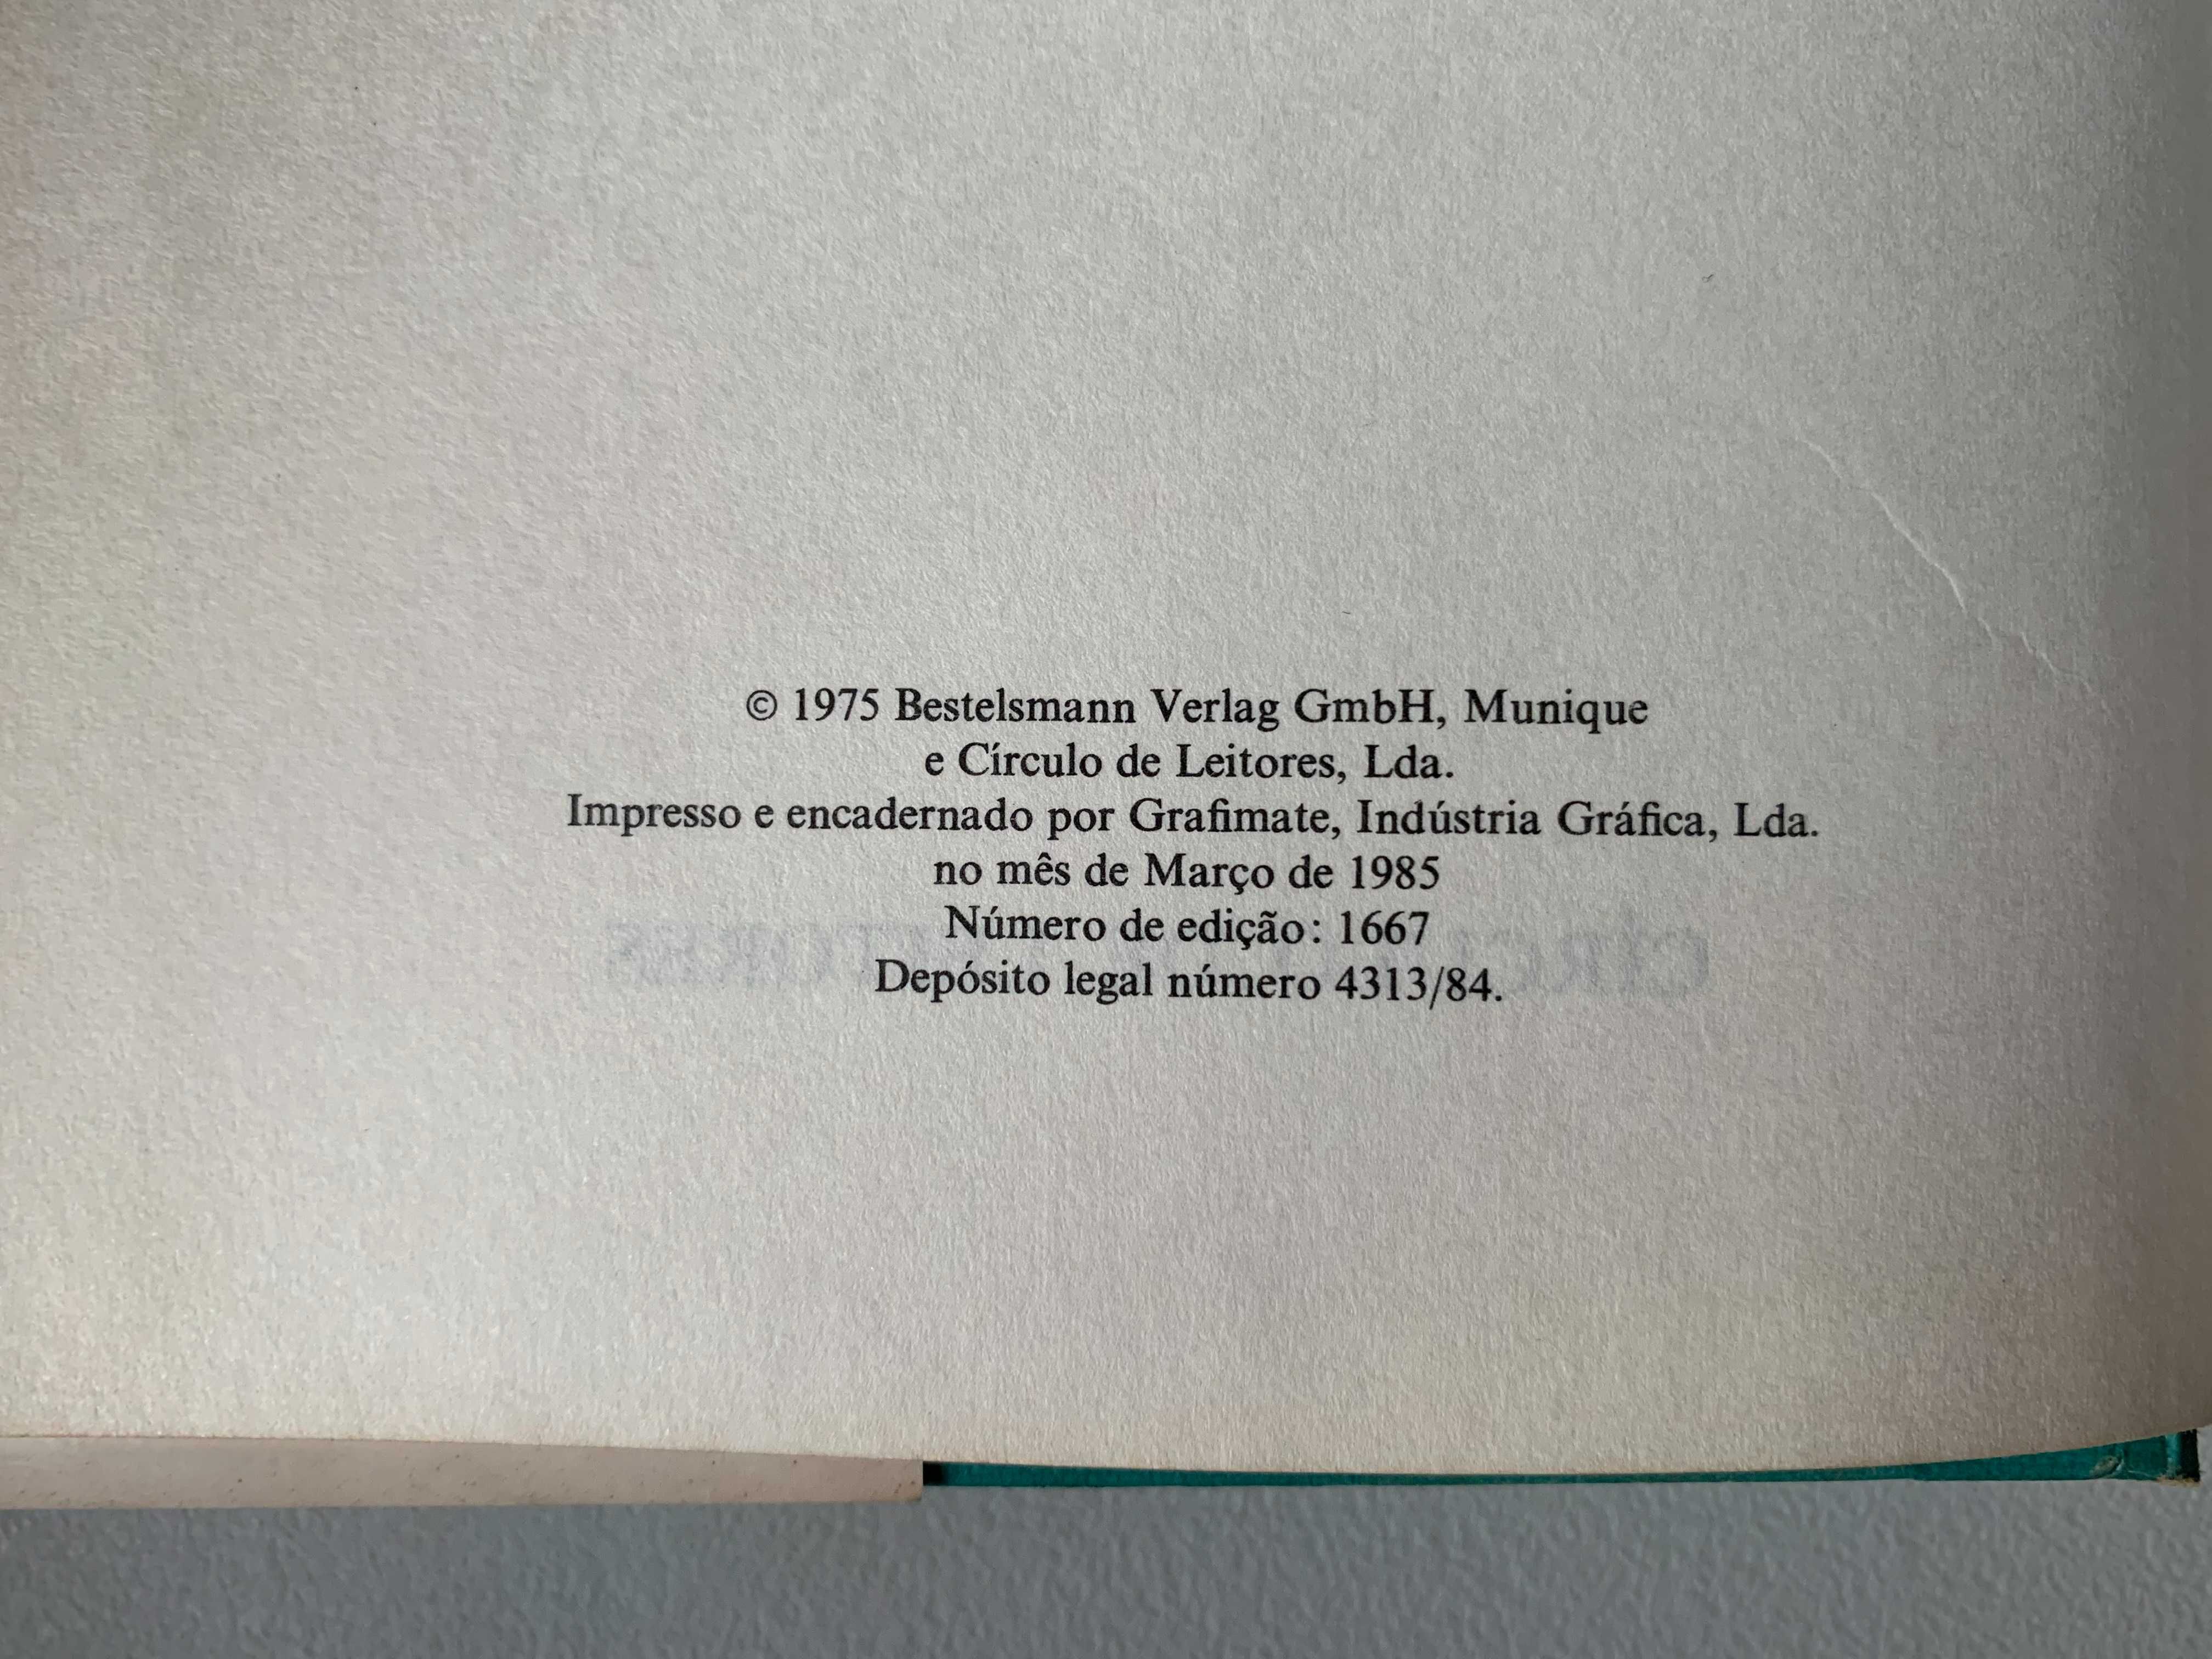 © 1975 Bestelsmann Verlag GmbH, Munique
e Círculo de Leitores, Lda.
Impresso e encadernado por Grafimate, Indústria Gráfica, Lda.
no mês de Março de 1985
Número de edição: 1667
Depósito legal número 4313/84.